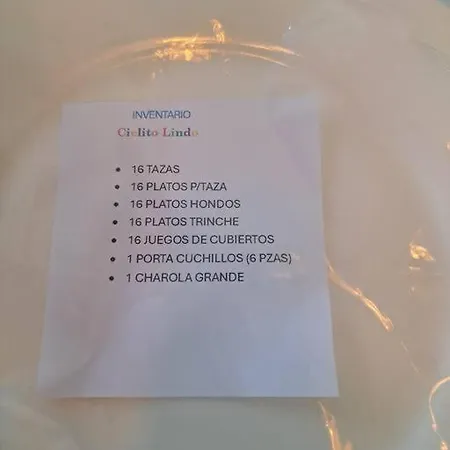 INVENTARIO
Cielito Lindo
• 16 TAZAS
• 16 PLATOS P/TAZA
• 16 PLATOS HONDOS
• 16 PLATOS TRINCHE
• 16 JUEGOS DE CUBIERTOS
• 1 PORTA CUCHILLOS (6 PZAS)
• 1 CHAROLA GRANDE